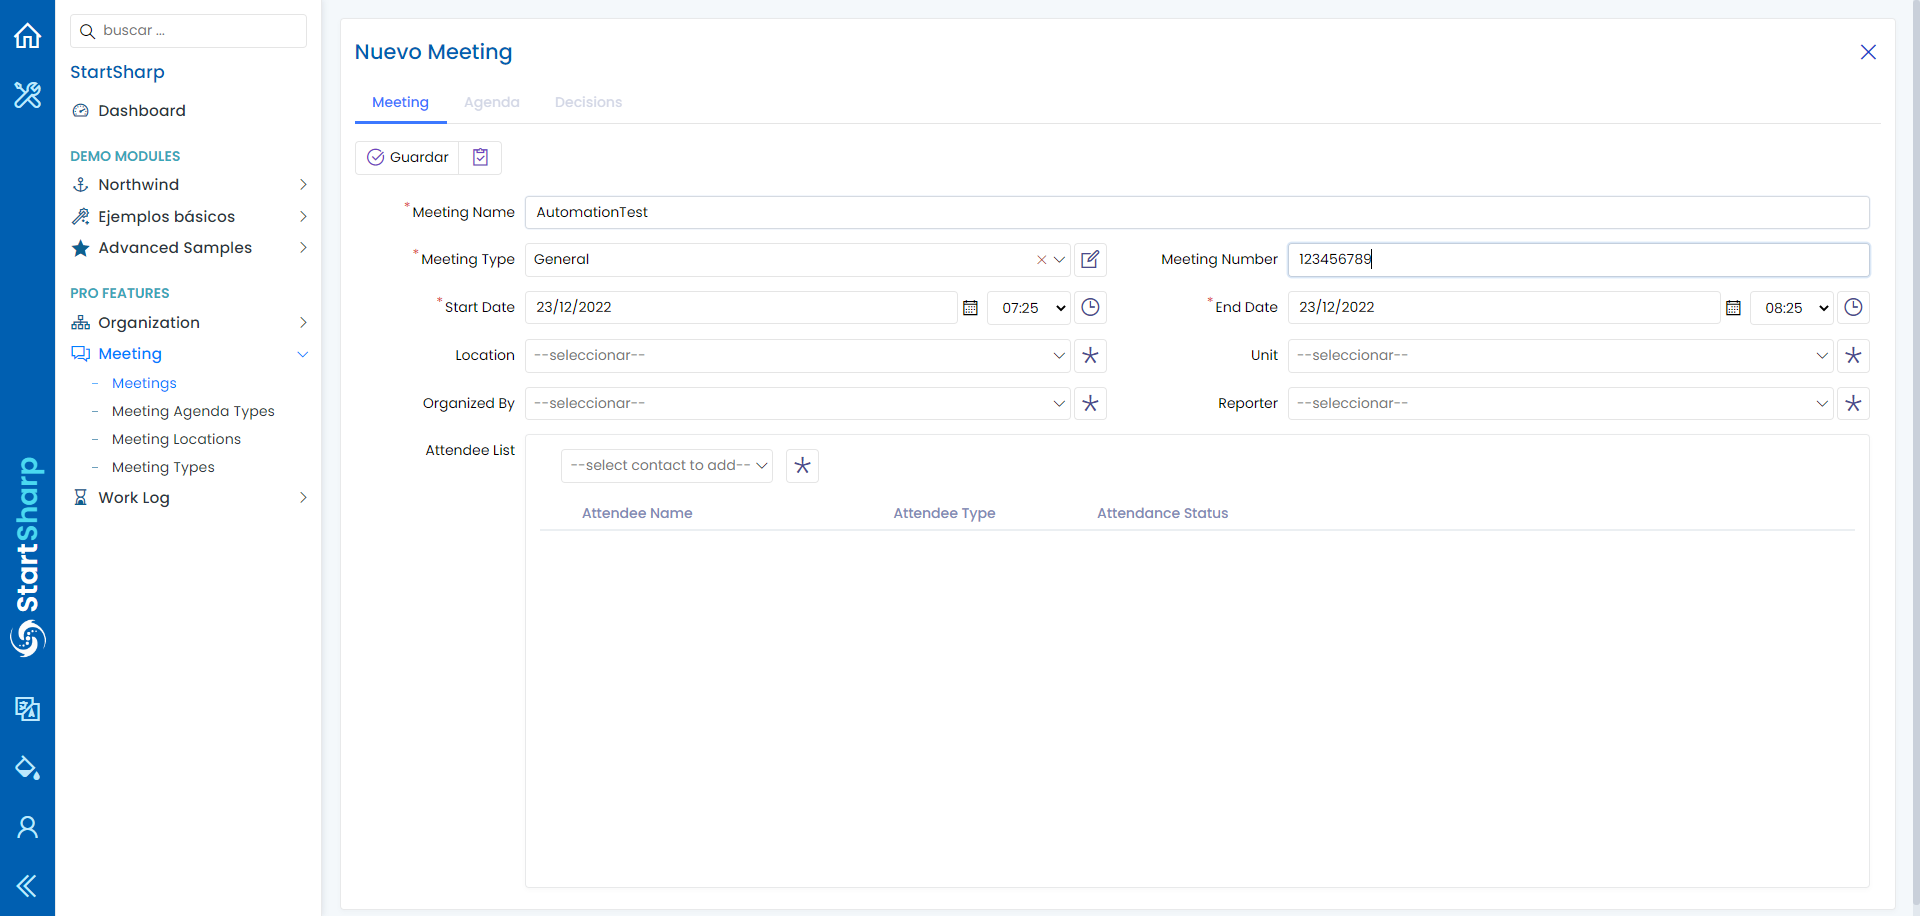 buscar ...
StartSharp
Dashboard
DEMO MODULES
Northwind
Ejemplos básicos
Advanced Samples
PRO FEATURES
Organization
Meeting
- Meetings
- Meeting Agenda Types
- Meeting Locations
- Meeting Types
Work Log
StartSharp
Nuevo Meeting
Meeting Agenda Decisions
Guardar
*Meeting Name AutomationTest
*Meeting Type General Meeting Number 123456789
*Start Date 23/12/2022 07:25 *End Date 23/12/2022 08:25
Location --seleccionar-- Unit --seleccionar--
Organized By --seleccionar-- Reporter --seleccionar--
Attendee List
--select contact to add--
Attendee Name Attendee Type Attendance Status